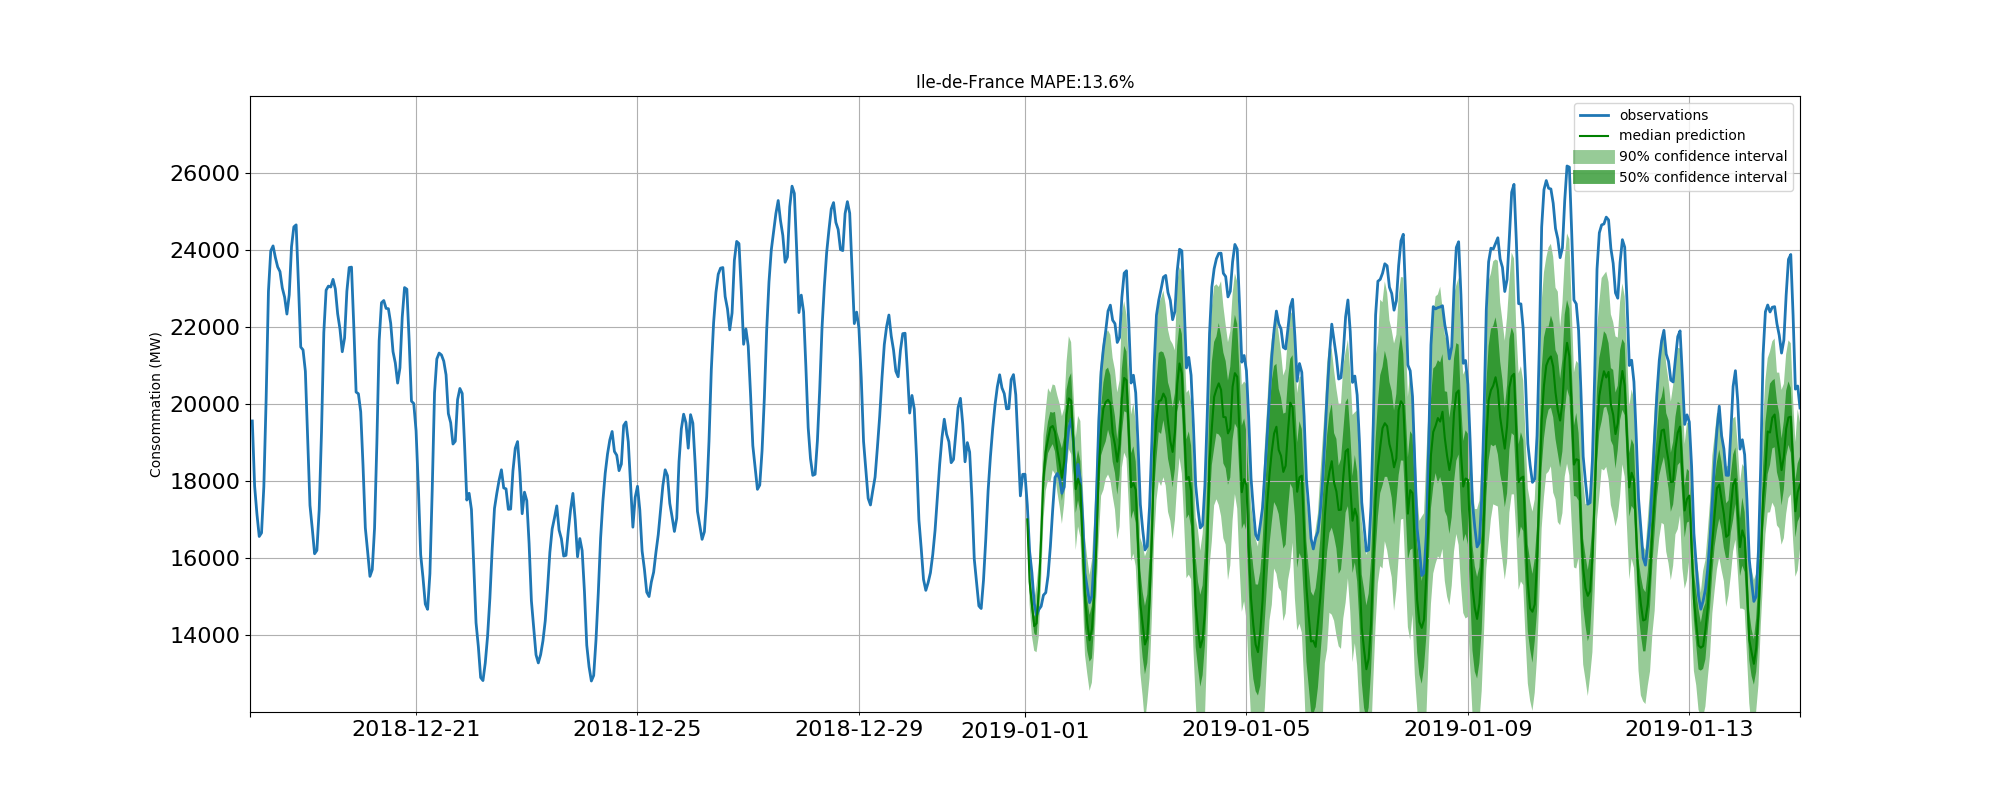 Ile-de-France MAPE:13.6%
observations
median prediction
90% confidence interval
50% confidence interval
Consommation (MW)
26000
24000
22000
20000
18000
16000
14000
2018-12-21 2018-12-25 2018-12-29 2019-01-01 2019-01-05 2019-01-09 2019-01-13